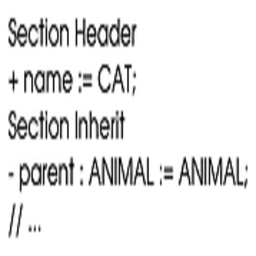 Section Header
+ name := CAT;
Section Inherit
- parent : ANIMAL := ANIMAL;
// ...